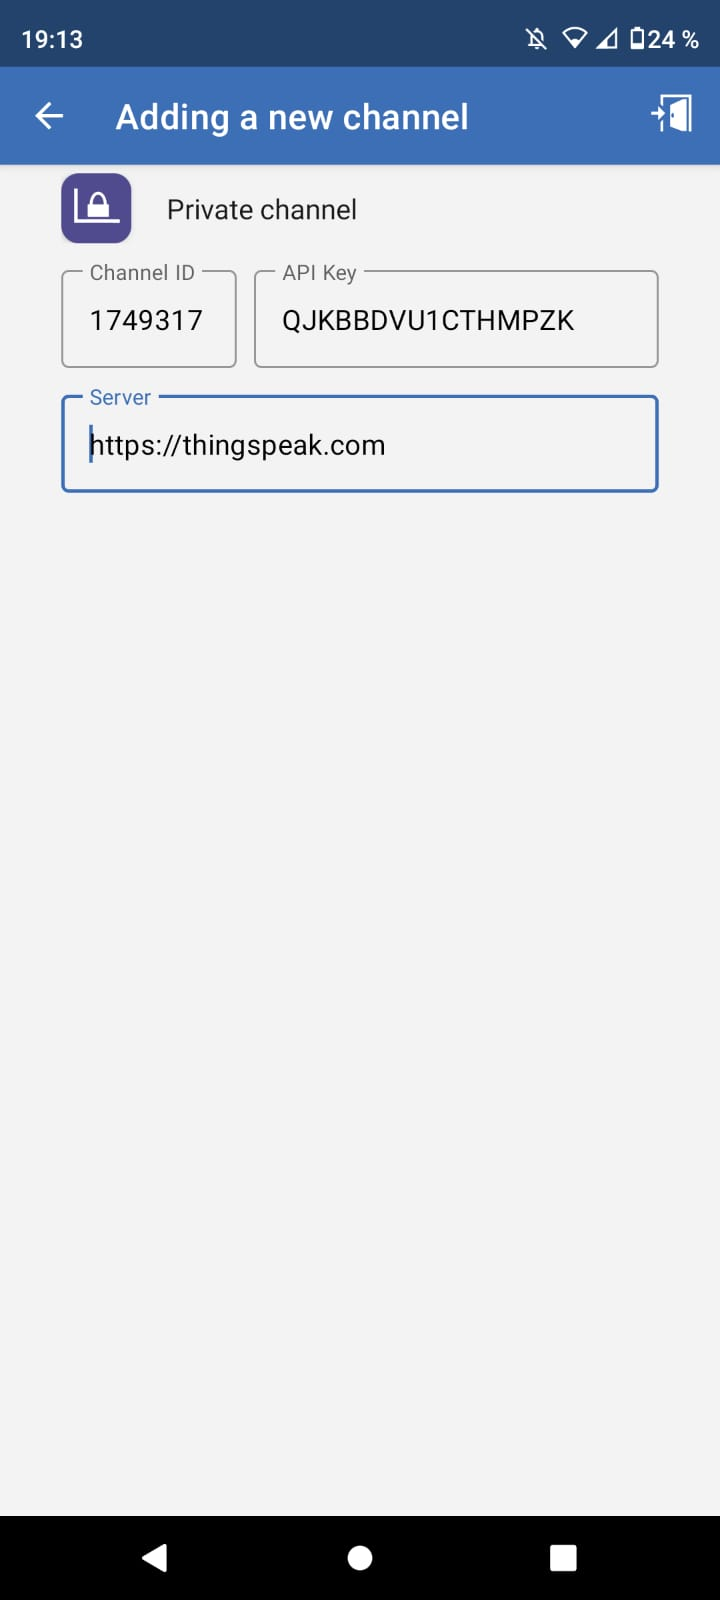 19:13
24 %
Adding a new channel
Private channel
Channel ID
API Key
1749317
QJKBBDVU1CTHMPZK
Server
https://thingspeak.com